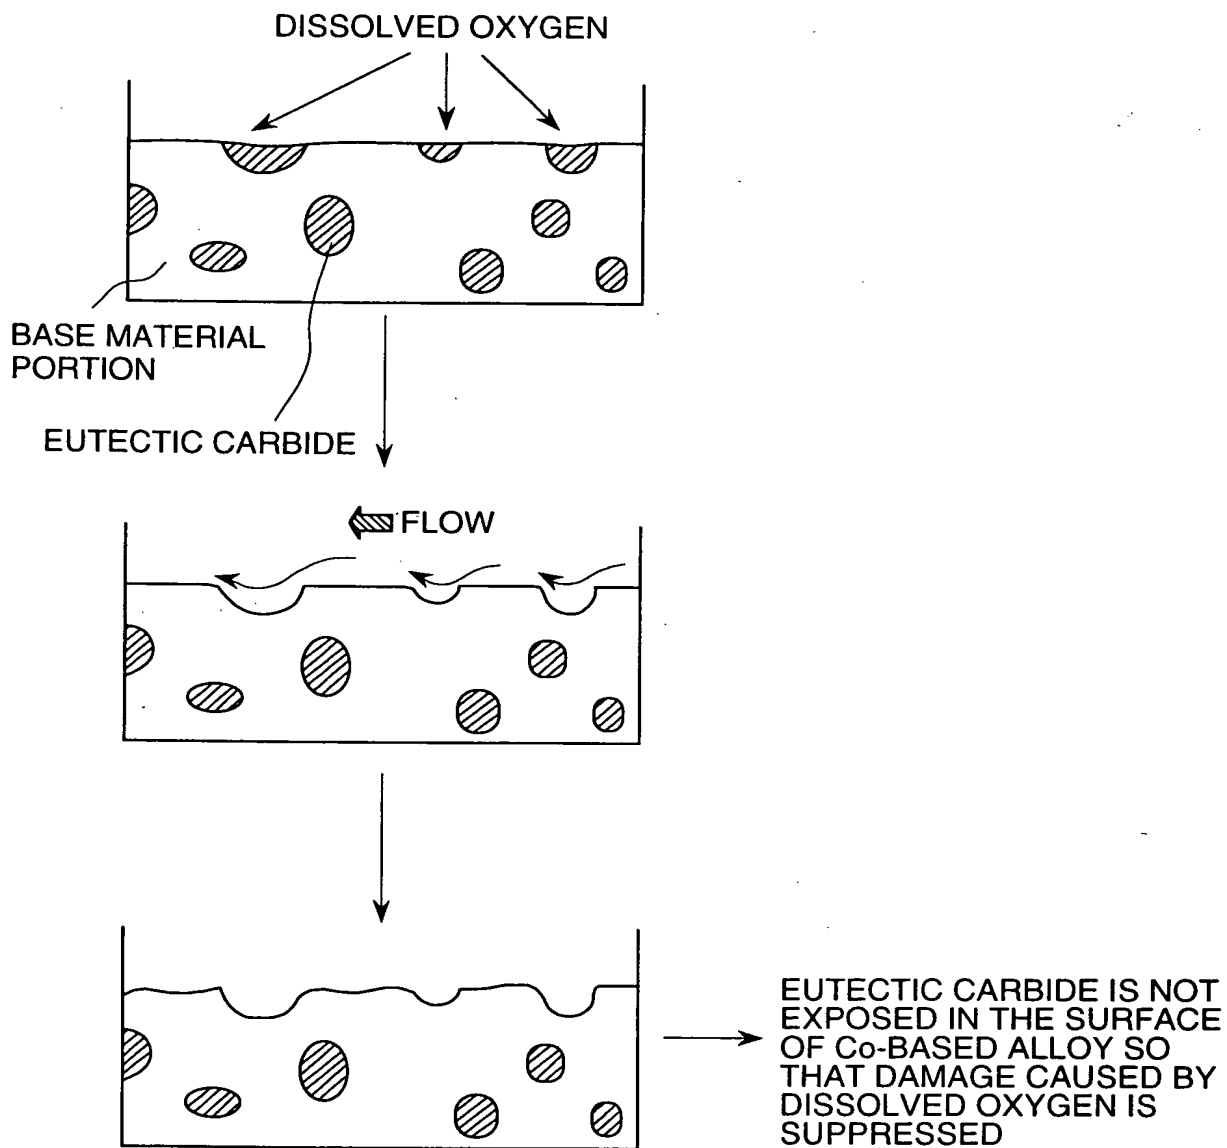 DISSOLVED OXYGEN
BASE MATERIAL
PORTION
EUTECTIC CARBIDE
FLOW
EUTECTIC CARBIDE IS NOT
EXPOSED IN THE SURFACE
OF Co-BASED ALLOY SO
THAT DAMAGE CAUSED BY
DISSOLVED OXYGEN IS
SUPPRESSED